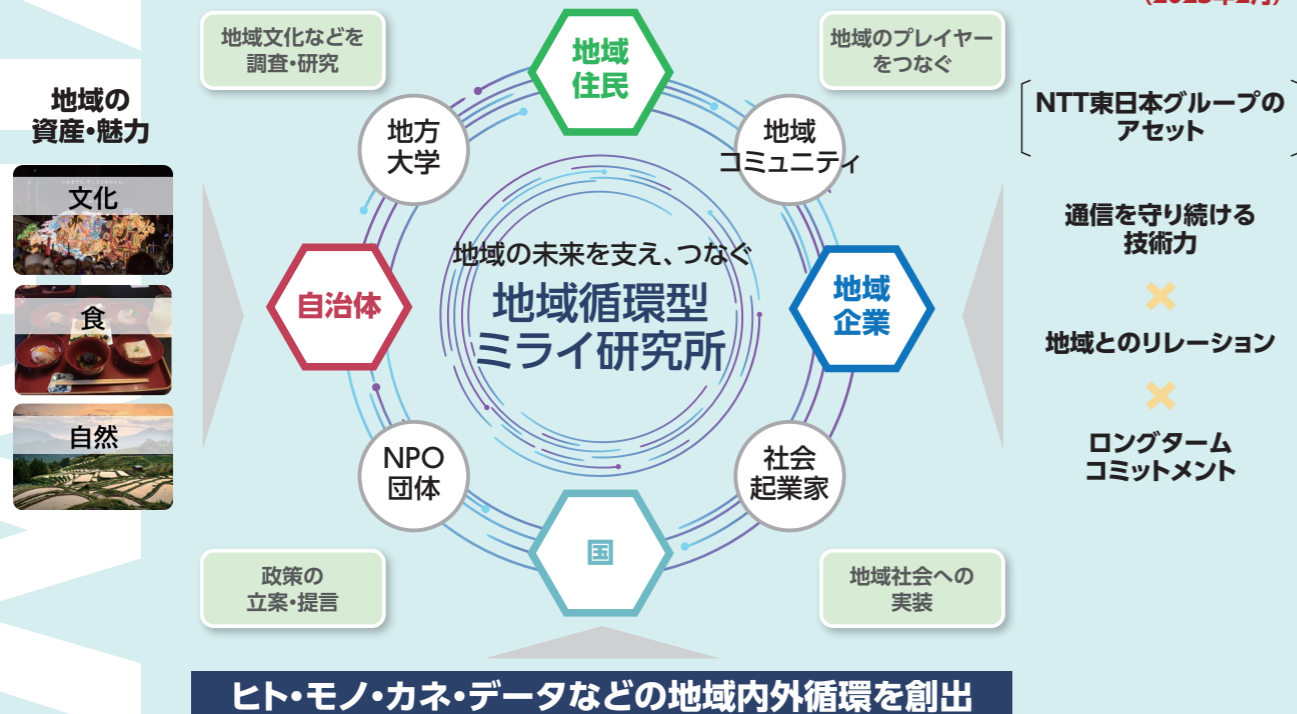 地域文化などを
調査・研究
地域
住民
地域のプレイヤー
をつなぐ
地域の
資産・魅力
文化
食
自然
地方
大学
地域
コミュニティ
自治体
地域の未来を支え、つなぐ
地域循環型
ミライ研究所
地域
企業
NPO
団体
社会
起業家
国
政策の
立案・提言
地域社会への
実装
NTT東日本グループの
アセット
通信を守り続ける
技術力
×
地域とのリレーション
×
ロングターム
コミットメント
ヒト・モノ・カネ・データなどの地域内外循環を創出